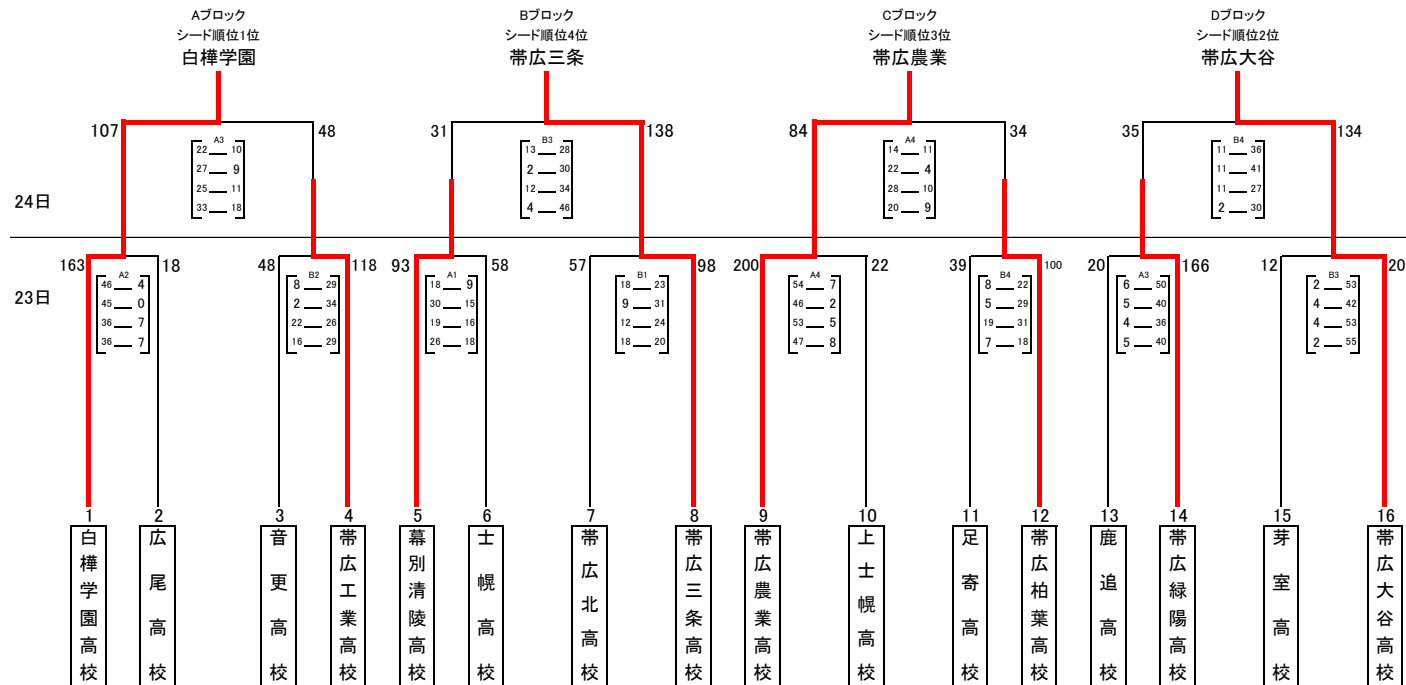 Aブロック
シード順位1位
白樺学園
Bブロック
シード順位4位
帯広三条
Cブロック
シード順位3位
帯広農業
Dブロック
シード順位2位
帯広大谷
107 48
A3
22 10
27 9
25 11
33 18
31 138
B3
13 28
2 30
12 34
4 46
84 34
A4
14 11
22 4
28 10
20 9
35 134
B4
11 36
11 41
11 27
2 30
24日
23日
163 18
A2
46 4
45 0
36 7
36 7
48 118
B2
8 29
2 34
22 26
16 29
93 58
A1
18 9
30 15
19 16
26 18
57 98
B1
18 23
9 31
12 24
18 20
200 22
A4
54 7
46 2
53 5
47 8
39 100
B4
8 22
5 29
19 31
7 18
20 166
A3
6 50
5 40
4 36
5 40
12 20
B3
2 53
4 42
4 53
2 55
1
白樺学園高校
2
広尾高校
3
音更高校
4
帯広工業高校
5
幕別清陵高校
6
士幌高校
7
帯広北高校
8
帯広三条高校
9
帯広農業高校
10
上士幌高校
11
足寄高校
12
帯広柏葉高校
13
鹿追高校
14
帯広緑陽高校
15
芽室高校
16
帯広大谷高校